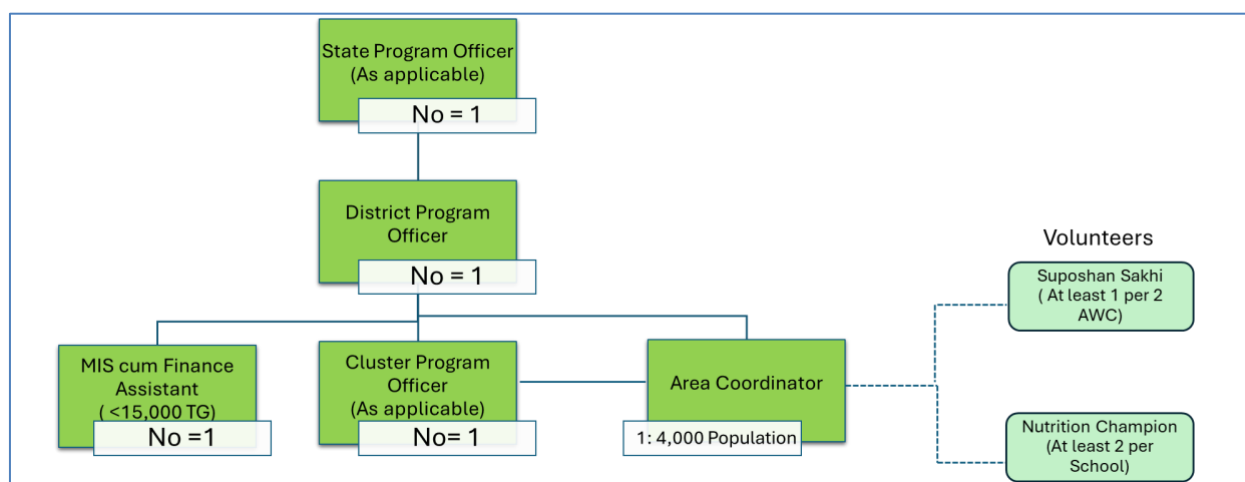 State Program Officer
(As applicable)
No = 1
District Program
Officer
No = 1
Volunteers
Suposhan Sakhi
( At least 1 per 2
AWC)
MIS cum Finance
Assistant
( <15,000 TG)
No =1
Cluster Program
Officer
(As applicable)
No= 1
Area Coordinator
1: 4,000 Population
Nutrition Champion
(At least 2 per
School)